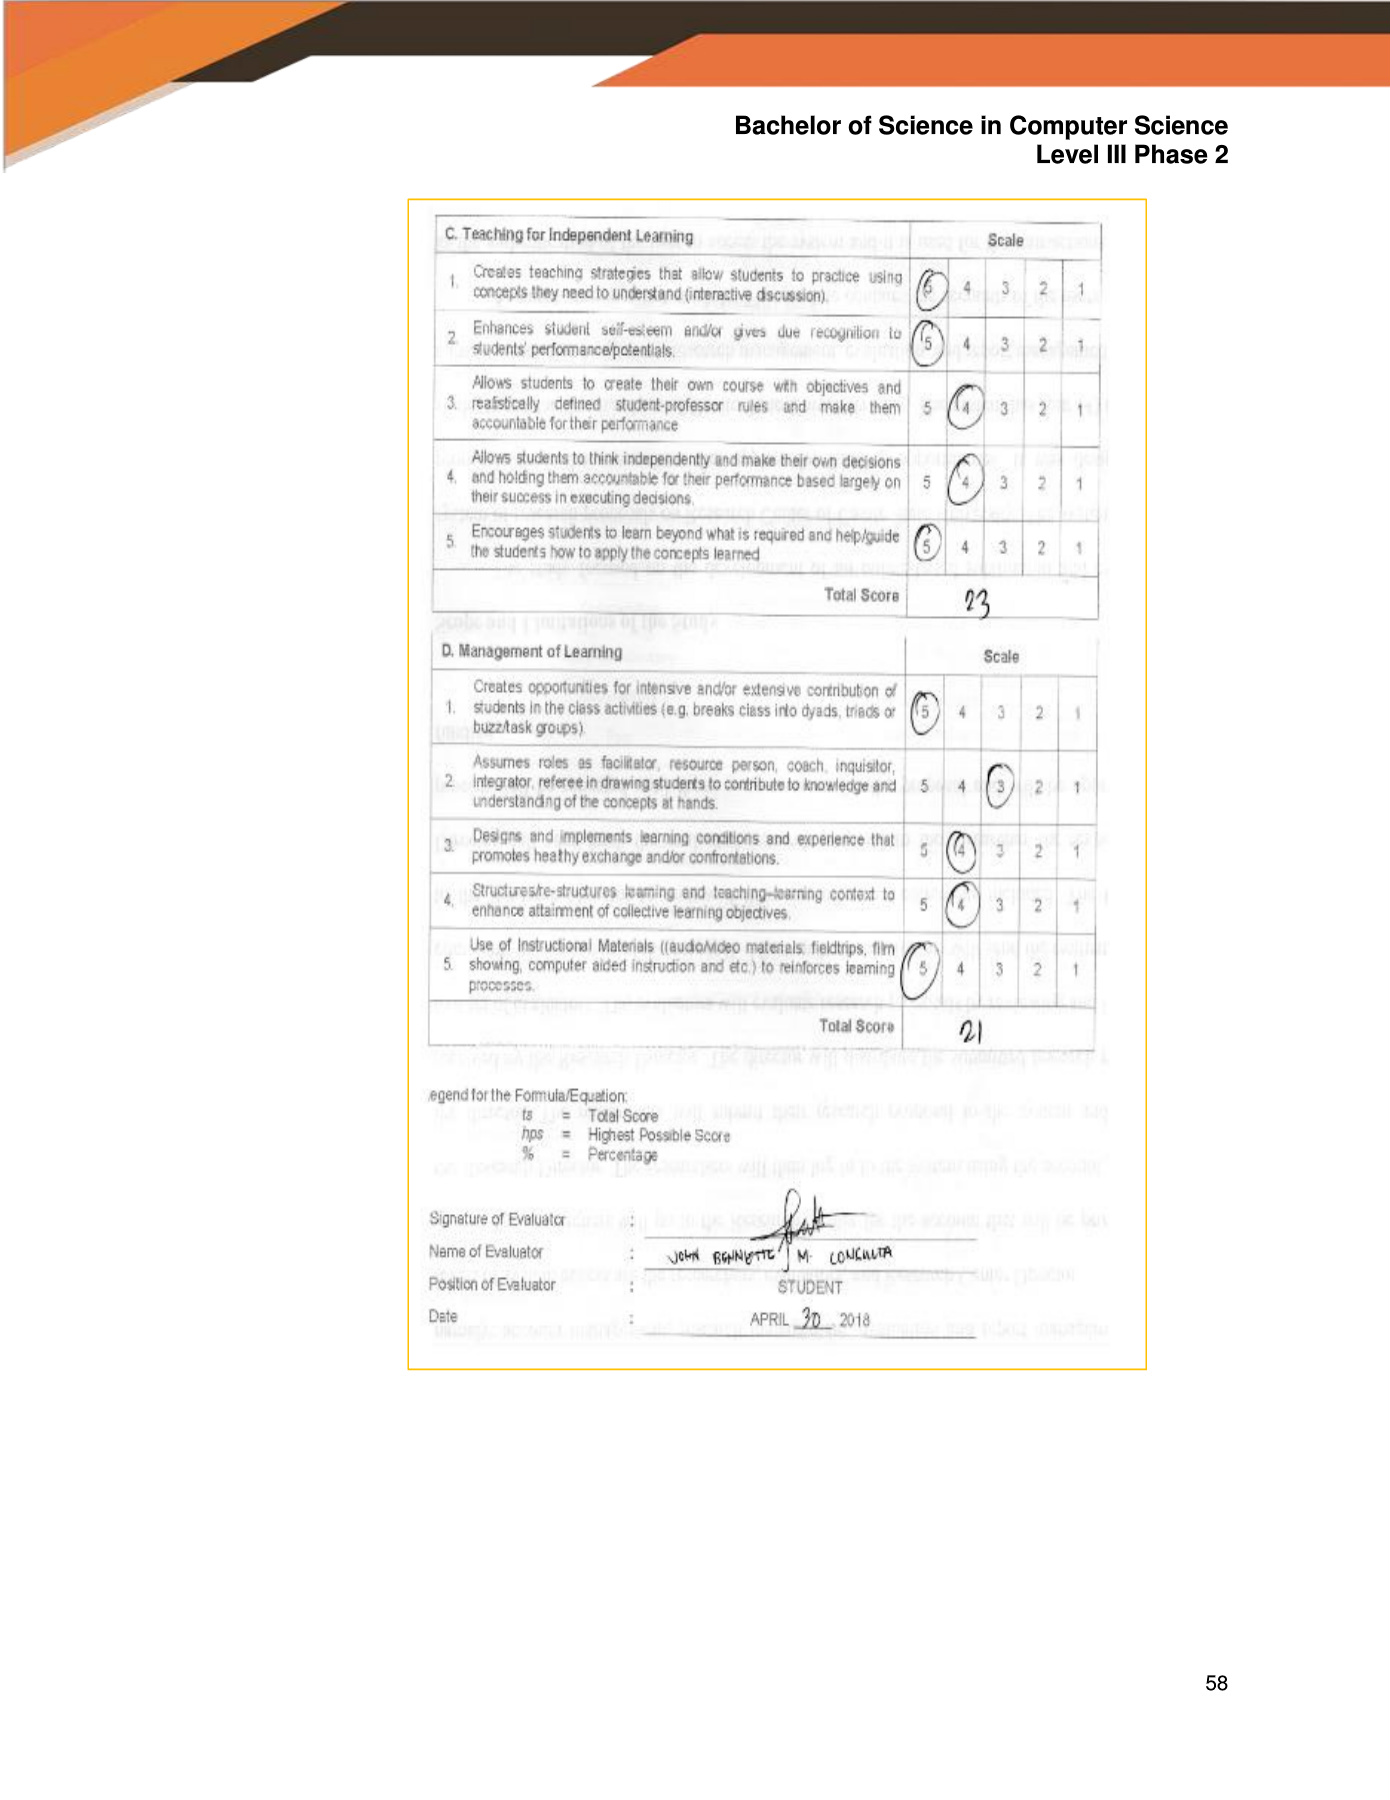 Bachelor of Science in Computer Science
Level III Phase 2
C. Teaching for Independent Learning Scale
1. Creates teaching strategies that allow students to practice using concepts they need to understand (interactive discussion). 5 4 3 2 1
2. Enhances student self-esteem and/or gives due recognition to students' performance/potentials. 5 4 3 2 1
3. Allows students to create their own course with objectives and realistically defined student-professor rules and make them accountable for their performance 5 4 3 2 1
4. Allows students to think independently and make their own decisions and holding them accountable for their performance based largely on their success in executing decisions. 5 4 3 2 1
5. Encourages students to learn beyond what is required and help/guide the students how to apply the concepts learned 5 4 3 2 1
Total Score 23
D. Management of Learning Scale
1. Creates opportunities for intensive and/or extensive contribution of students in the class activities (e.g. breaks class into dyads, triads or buzz/task groups). 5 4 3 2 1
2. Assumes roles as facilitator, resource person, coach, inquisitor, integrator, referee in drawing students to contribute to knowledge and understanding of the concepts at hands. 5 4 3 2 1
3. Designs and implements learning conditions and experience that promotes heathy exchange and/or confrontations. 5 4 3 2 1
4. Structures/re-structures learning and teaching-learning context to enhance attainment of collective learning objectives. 5 4 3 2 1
5. Use of Instructional Materials ((audio/video materials, fieldtrips, film showing, computer aided instruction and etc.) to reinforces learning processes. 5 4 3 2 1
Total Score 21
egend for the Formula/Equation:
ts = Total Score
hps = Highest Possible Score
% = Percentage
Signature of Evaluator :
Name of Evaluator : JOHN BENNETTE M. CONSULTA
Position of Evaluator : STUDENT
Date : APRIL 30 2018
58